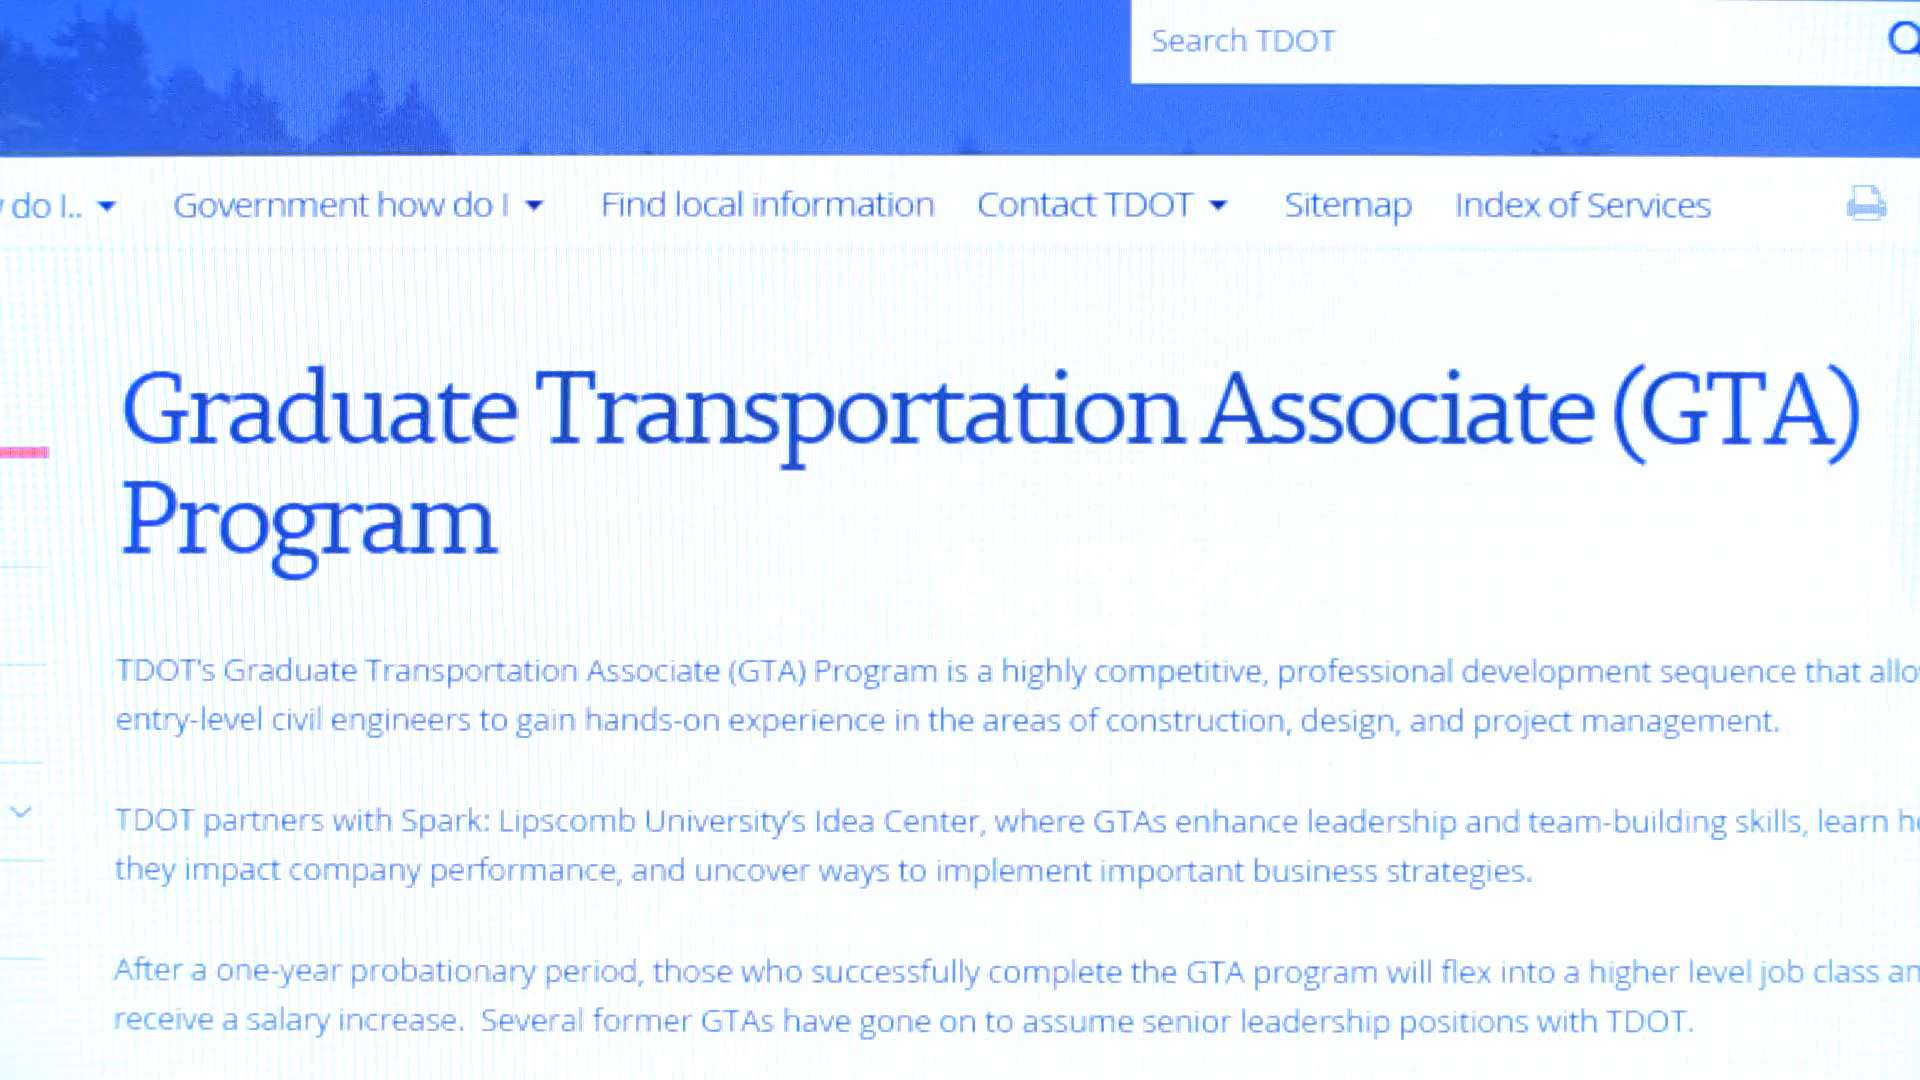 Search TDOT
do I.. Government how do I Find local information Contact TDOT Sitemap Index of Services
Graduate Transportation Associate (GTA)
Program
TDOT's Graduate Transportation Associate (GTA) Program is a highly competitive, professional development sequence that
entry-level civil engineers to gain hands-on experience in the areas of construction, design, and project management.
TDOT partners with Spark: Lipscomb University's Idea Center, where GTAs enhance leadership and team-building skills, learn
they impact company performance, and uncover ways to implement important business strategies.
After a one-year probationary period, those who successfully complete the GTA program will flex into a higher level job class
receive a salary increase. Several former GTAs have gone on to assume senior leadership positions with TDOT.